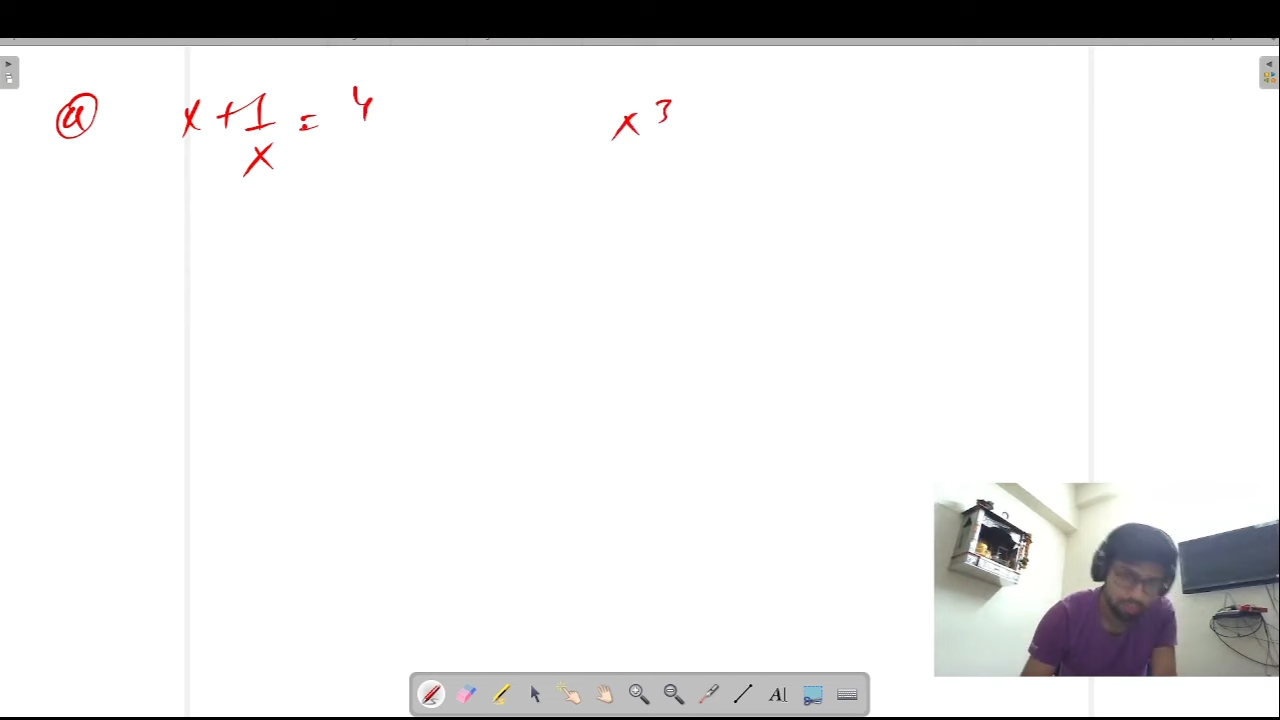 Q x + 1/x = 4 x³